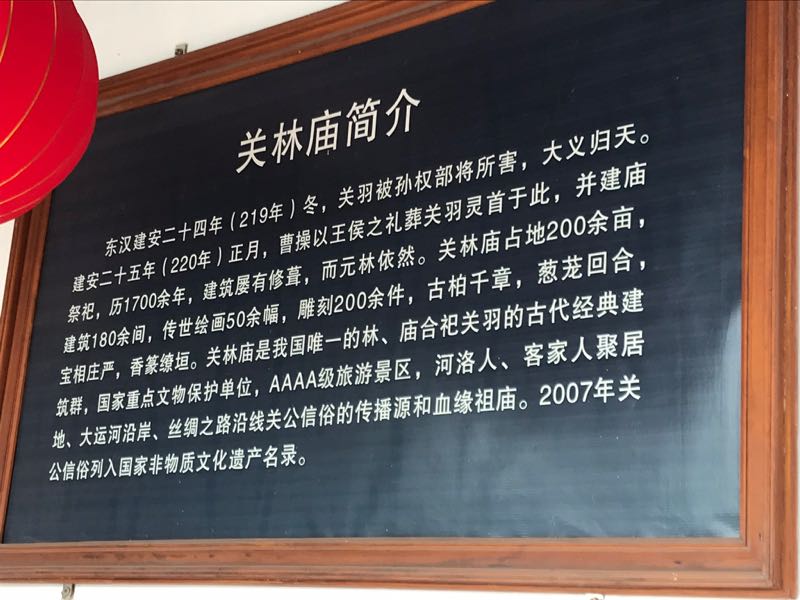 关林庙简介
东汉建安二十四年（219年）冬，关羽被孙权部将所害，大义归天。
建安二十五年（220年）正月，曹操以王侯之礼葬关羽灵首于此，并建庙
祭祀，历1700余年，建筑屡有修葺，而元林依然。关林庙占地200余亩，
建筑180余间，传世绘画50余幅，雕刻200余件，古柏千章，葱茏回合，
宝相庄严，香篆缭垣。关林庙是我国唯一的林、庙合祀关羽的古代经典建
筑群，国家重点文物保护单位，AAAA级旅游景区，河洛人、客家人聚居
地、大运河沿岸、丝绸之路沿线关公信俗的传播源和血缘祖庙。2007年关
公信俗列入国家非物质文化遗产名录。